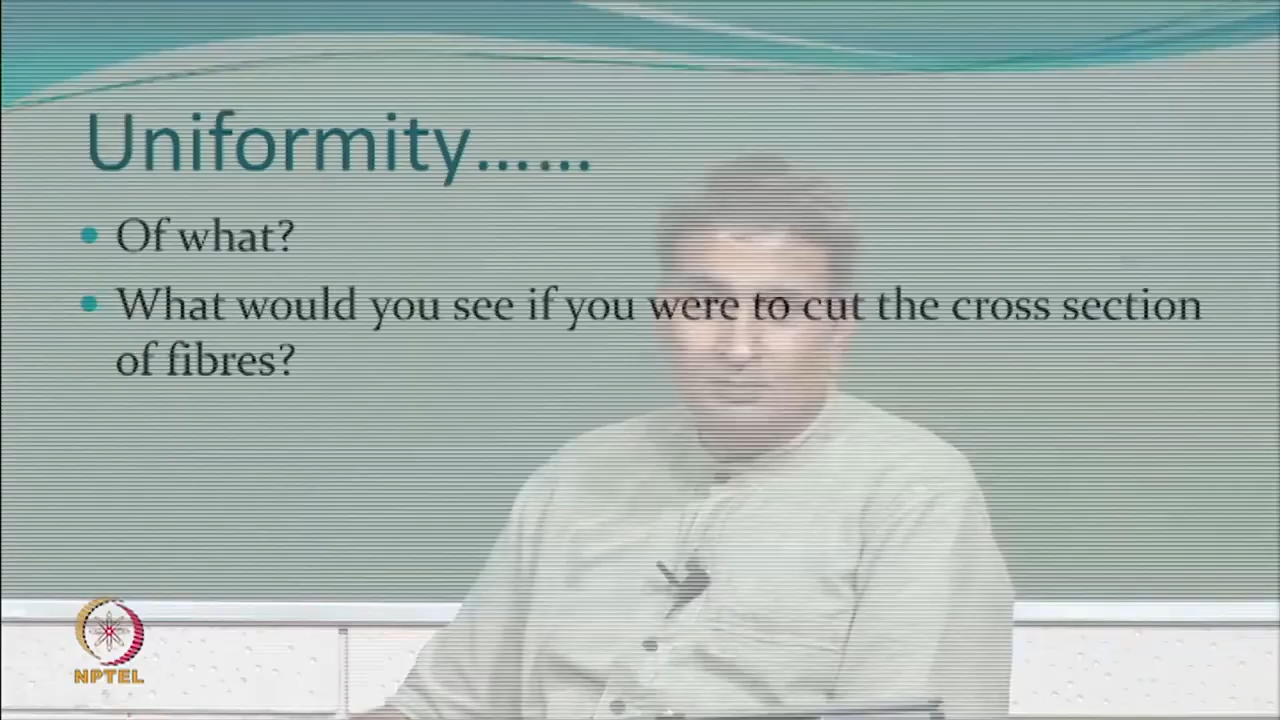 Uniformity......
• Of what?
• What would you see if you were to cut the cross section
of fibres?
NPTEL